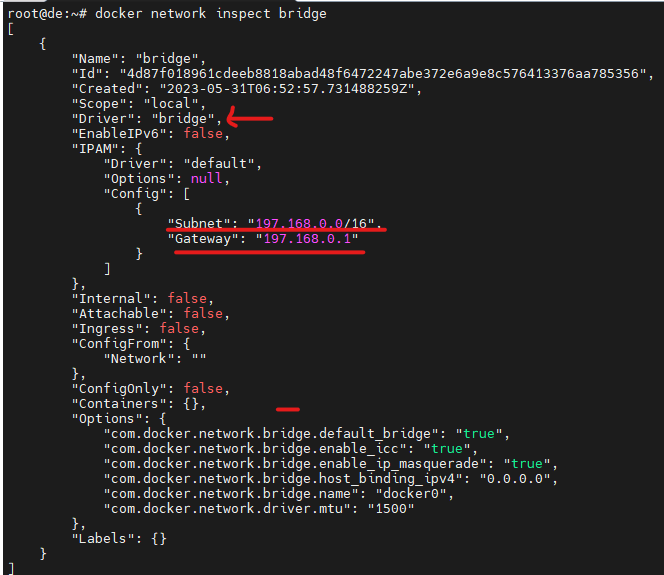 root@de:~# docker network inspect bridge
[
    {
        "Name": "bridge",
        "Id": "4d87f018961cdeeb8818abad48f6472247abe372e6a9e8c576413376aa785356",
        "Created": "2023-05-31T06:52:57.731488259Z",
        "Scope": "local",
        "Driver": "bridge",
        "EnableIPv6": false,
        "IPAM": {
            "Driver": "default",
            "Options": null,
            "Config": [
                {
                    "Subnet": "197.168.0.0/16",
                    "Gateway": "197.168.0.1"
                }
            ]
        },
        "Internal": false,
        "Attachable": false,
        "Ingress": false,
        "ConfigFrom": {
            "Network": ""
        },
        "ConfigOnly": false,
        "Containers": {},
        "Options": {
            "com.docker.network.bridge.default_bridge": "true",
            "com.docker.network.bridge.enable_icc": "true",
            "com.docker.network.bridge.enable_ip_masquerade": "true",
            "com.docker.network.bridge.host_binding_ipv4": "0.0.0.0",
            "com.docker.network.bridge.name": "docker0",
            "com.docker.network.driver.mtu": "1500"
        },
        "Labels": {}
    }
]